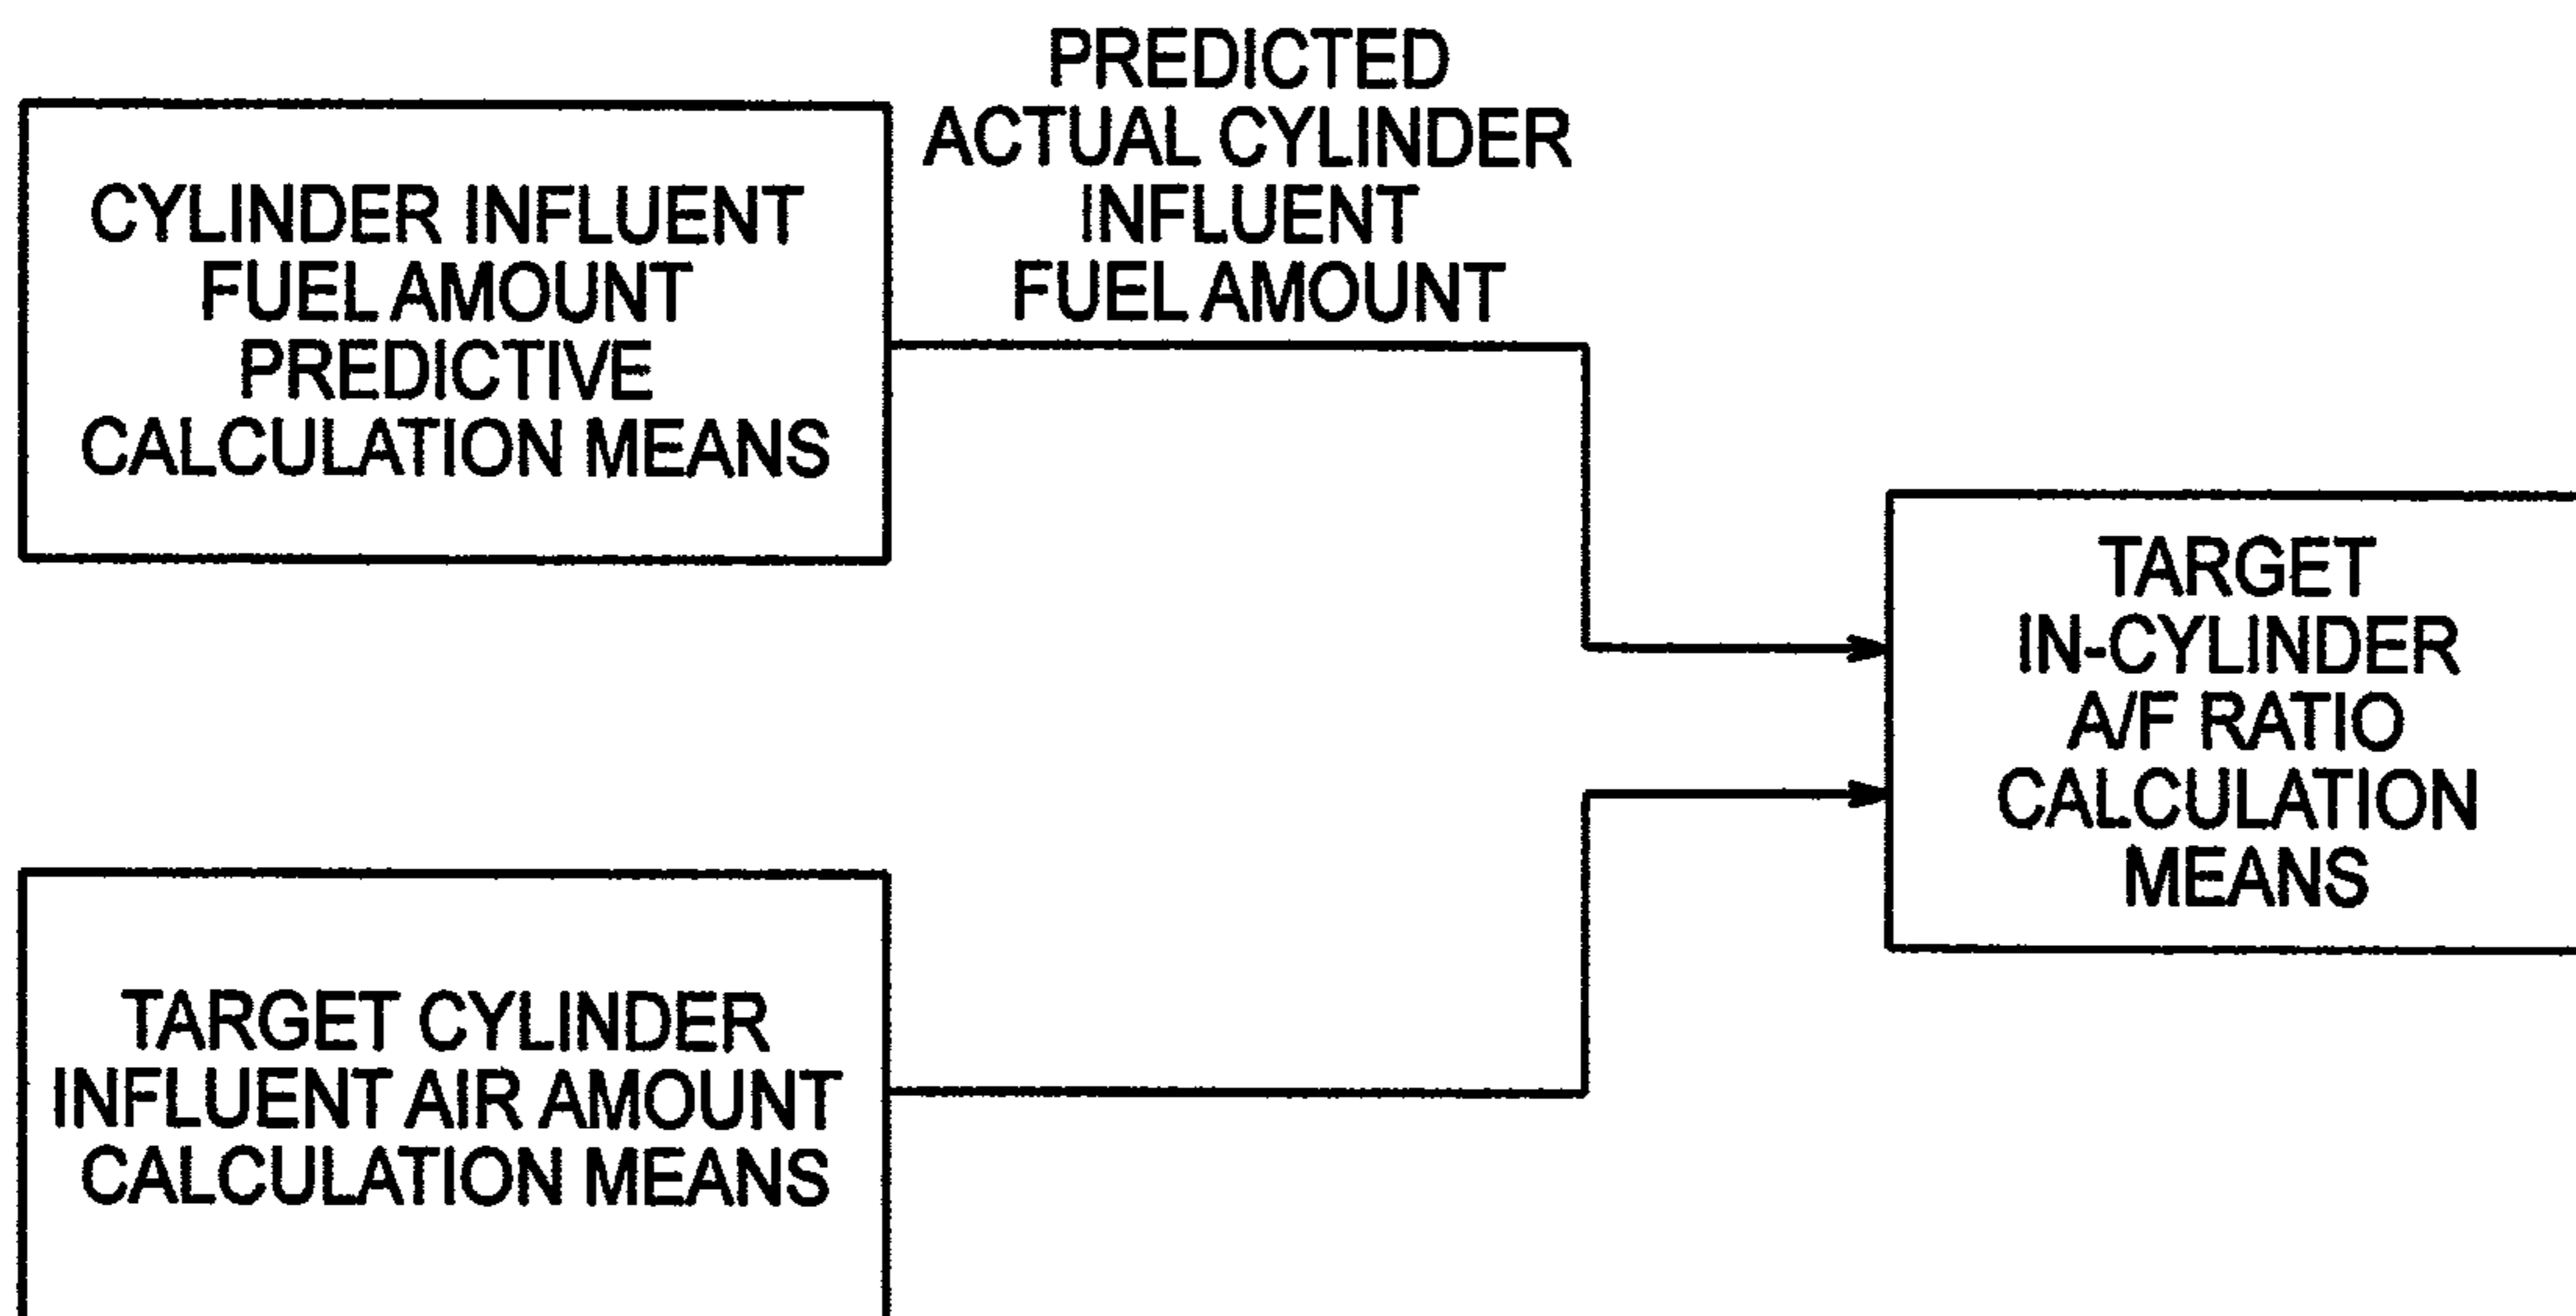 PREDICTED
ACTUAL CYLINDER
INFLUENT
FUEL AMOUNT
CYLINDER INFLUENT
FUEL AMOUNT
PREDICTIVE
CALCULATION MEANS
TARGET
IN-CYLINDER
A/F RATIO
CALCULATION
MEANS
TARGET CYLINDER
INFLUENT AIR AMOUNT
CALCULATION MEANS